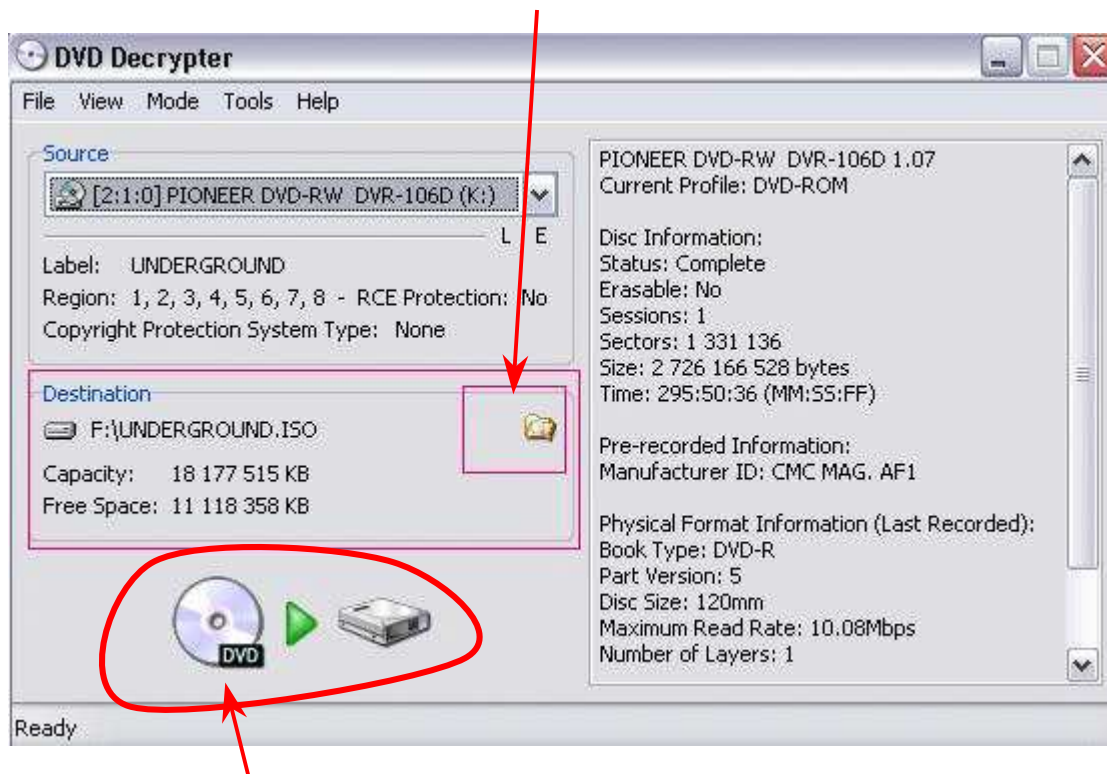 DVD Decrypter
File View Mode Tools Help
Source
[2:1:0] PIONEER DVD-RW DVR-106D (K:)
L E
Label: UNDERGROUND
Region: 1, 2, 3, 4, 5, 6, 7, 8 - RCE Protection: No
Copyright Protection System Type: None
Destination
F:\UNDERGROUND.ISO
Capacity: 18 177 515 KB
Free Space: 11 118 358 KB
DVD
PIONEER DVD-RW DVR-106D 1.07
Current Profile: DVD-ROM
Disc Information:
Status: Complete
Erasable: No
Sessions: 1
Sectors: 1 331 136
Size: 2 726 166 528 bytes
Time: 295:50:36 (MM:SS:FF)
Pre-recorded Information:
Manufacturer ID: CMC MAG. AF1
Physical Format Information (Last Recorded):
Book Type: DVD-R
Part Version: 5
Disc Size: 120mm
Maximum Read Rate: 10.08Mbps
Number of Layers: 1
Ready